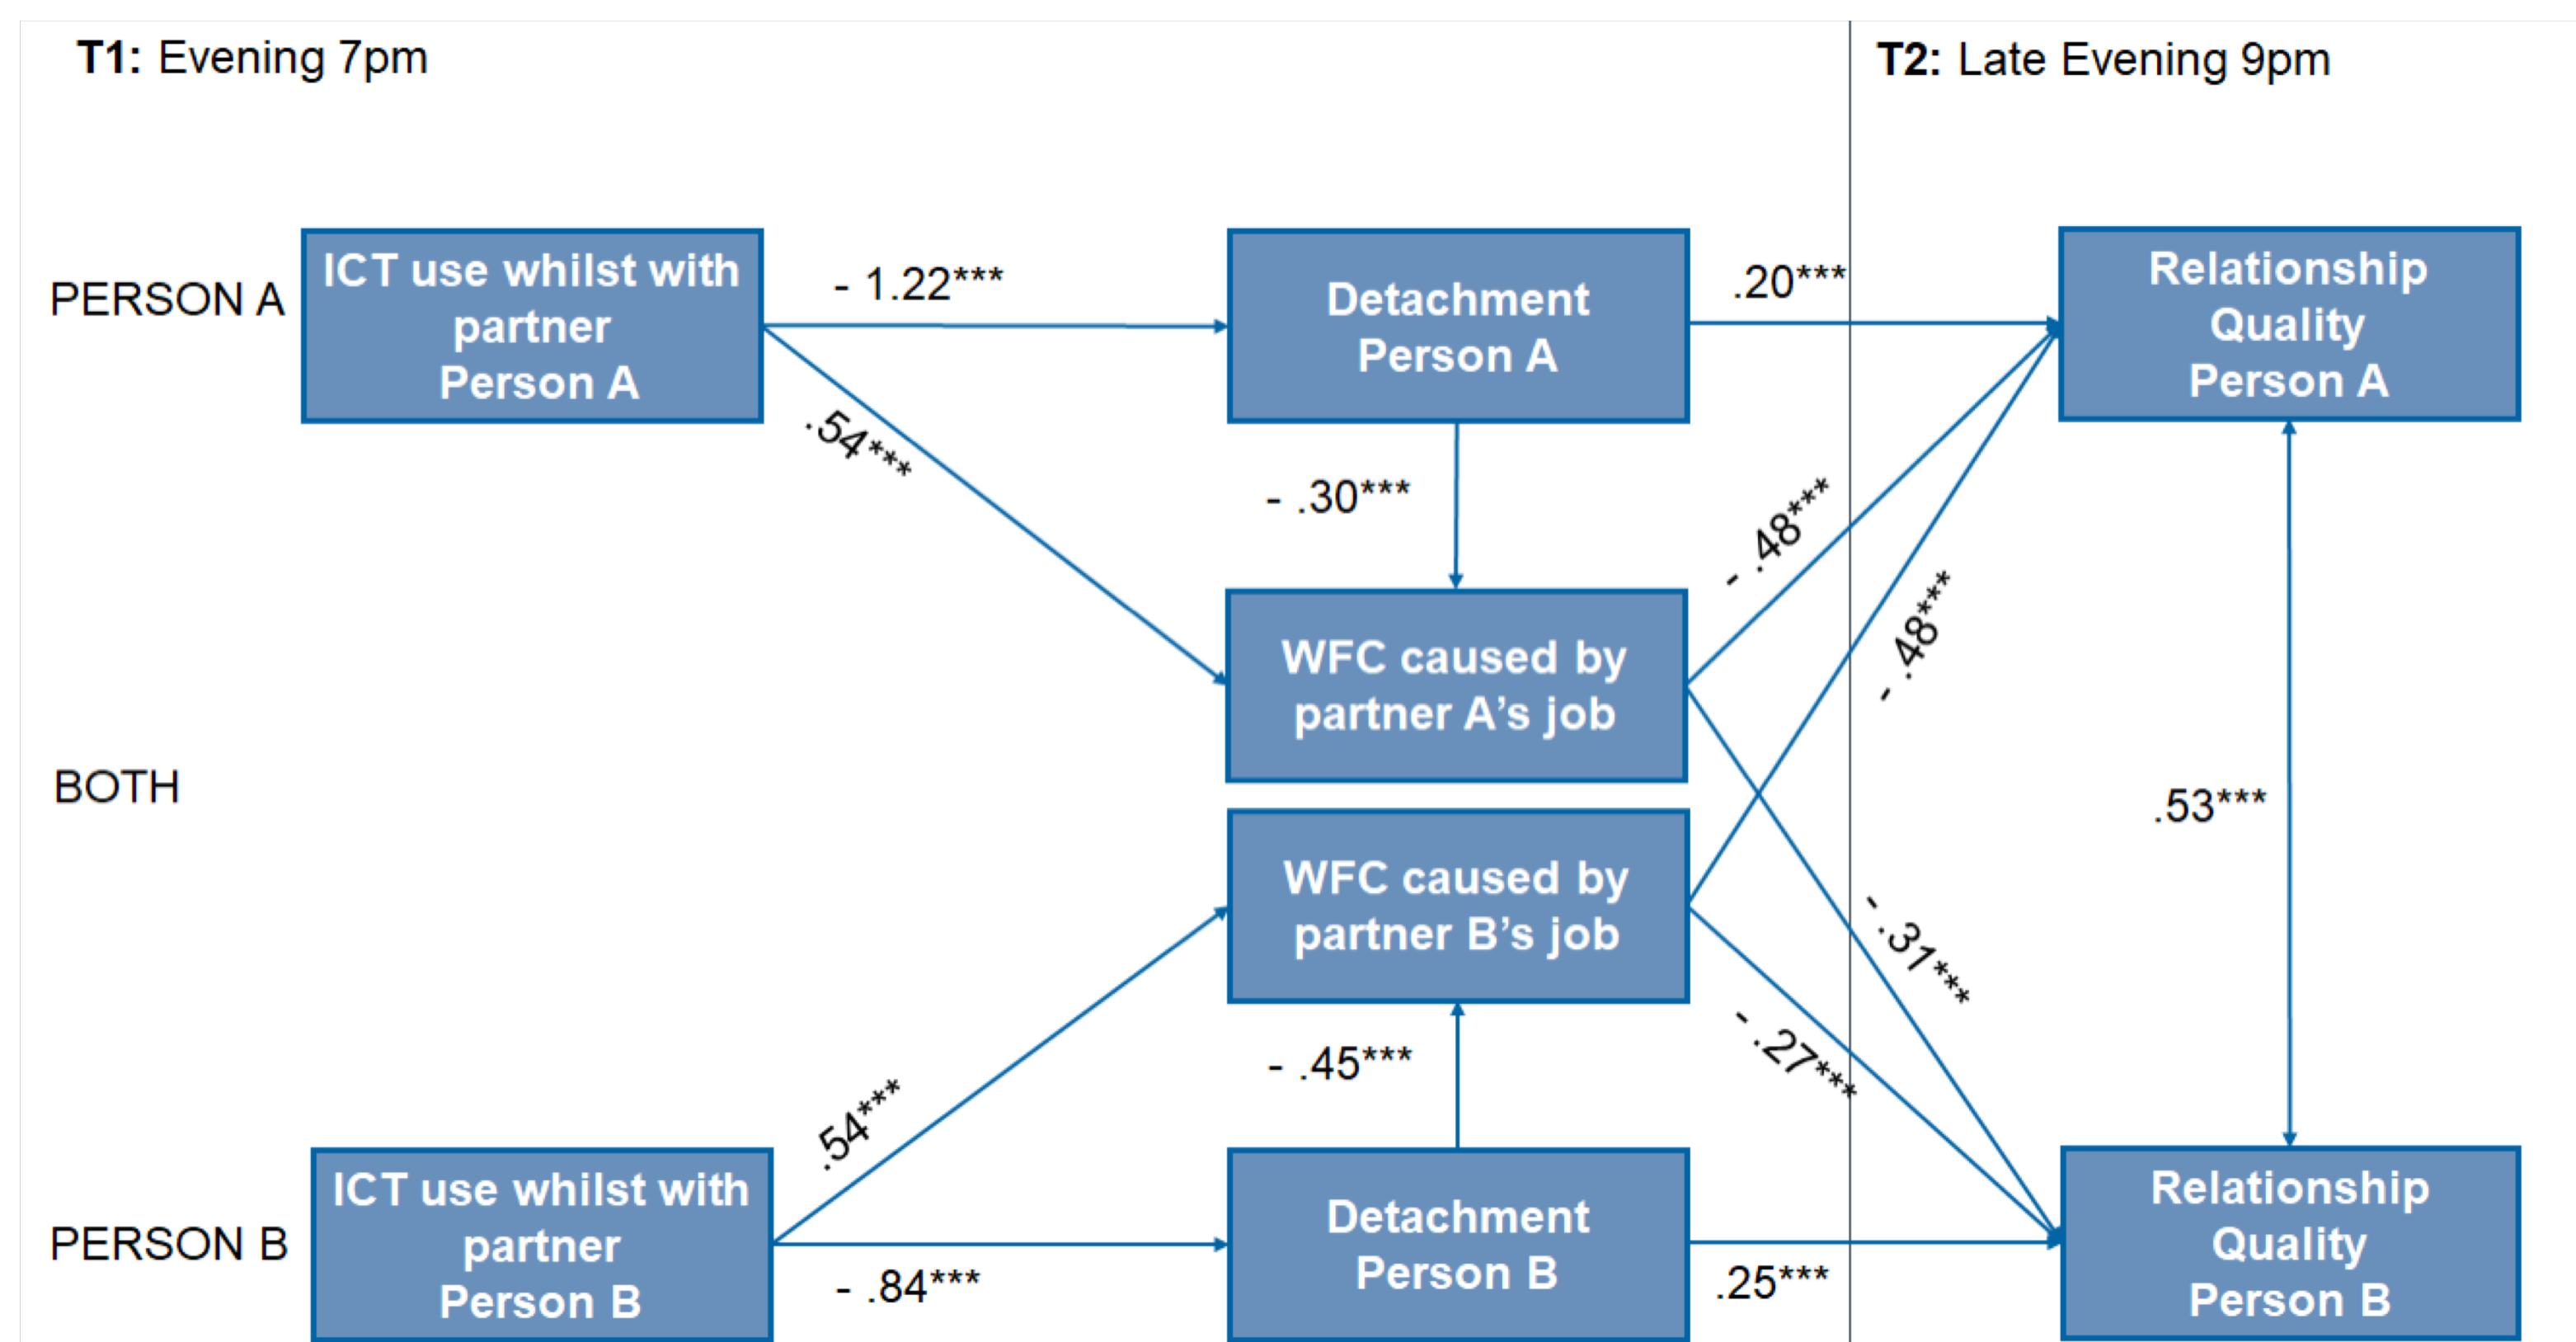 T1: Evening 7pm
T2: Late Evening 9pm
PERSON A
ICT use whilst with
partner
Person A
- 1.22***
Detachment
Person A
.20***
Relationship
Quality
Person A
.54***
- .30***
- .48***
- .48***
WFC caused by
partner A's job
BOTH
.53***
WFC caused by
partner B's job
- .31***
- .27***
- .45***
.54***
PERSON B
ICT use whilst with
partner
Person B
- .84***
Detachment
Person B
.25***
Relationship
Quality
Person B